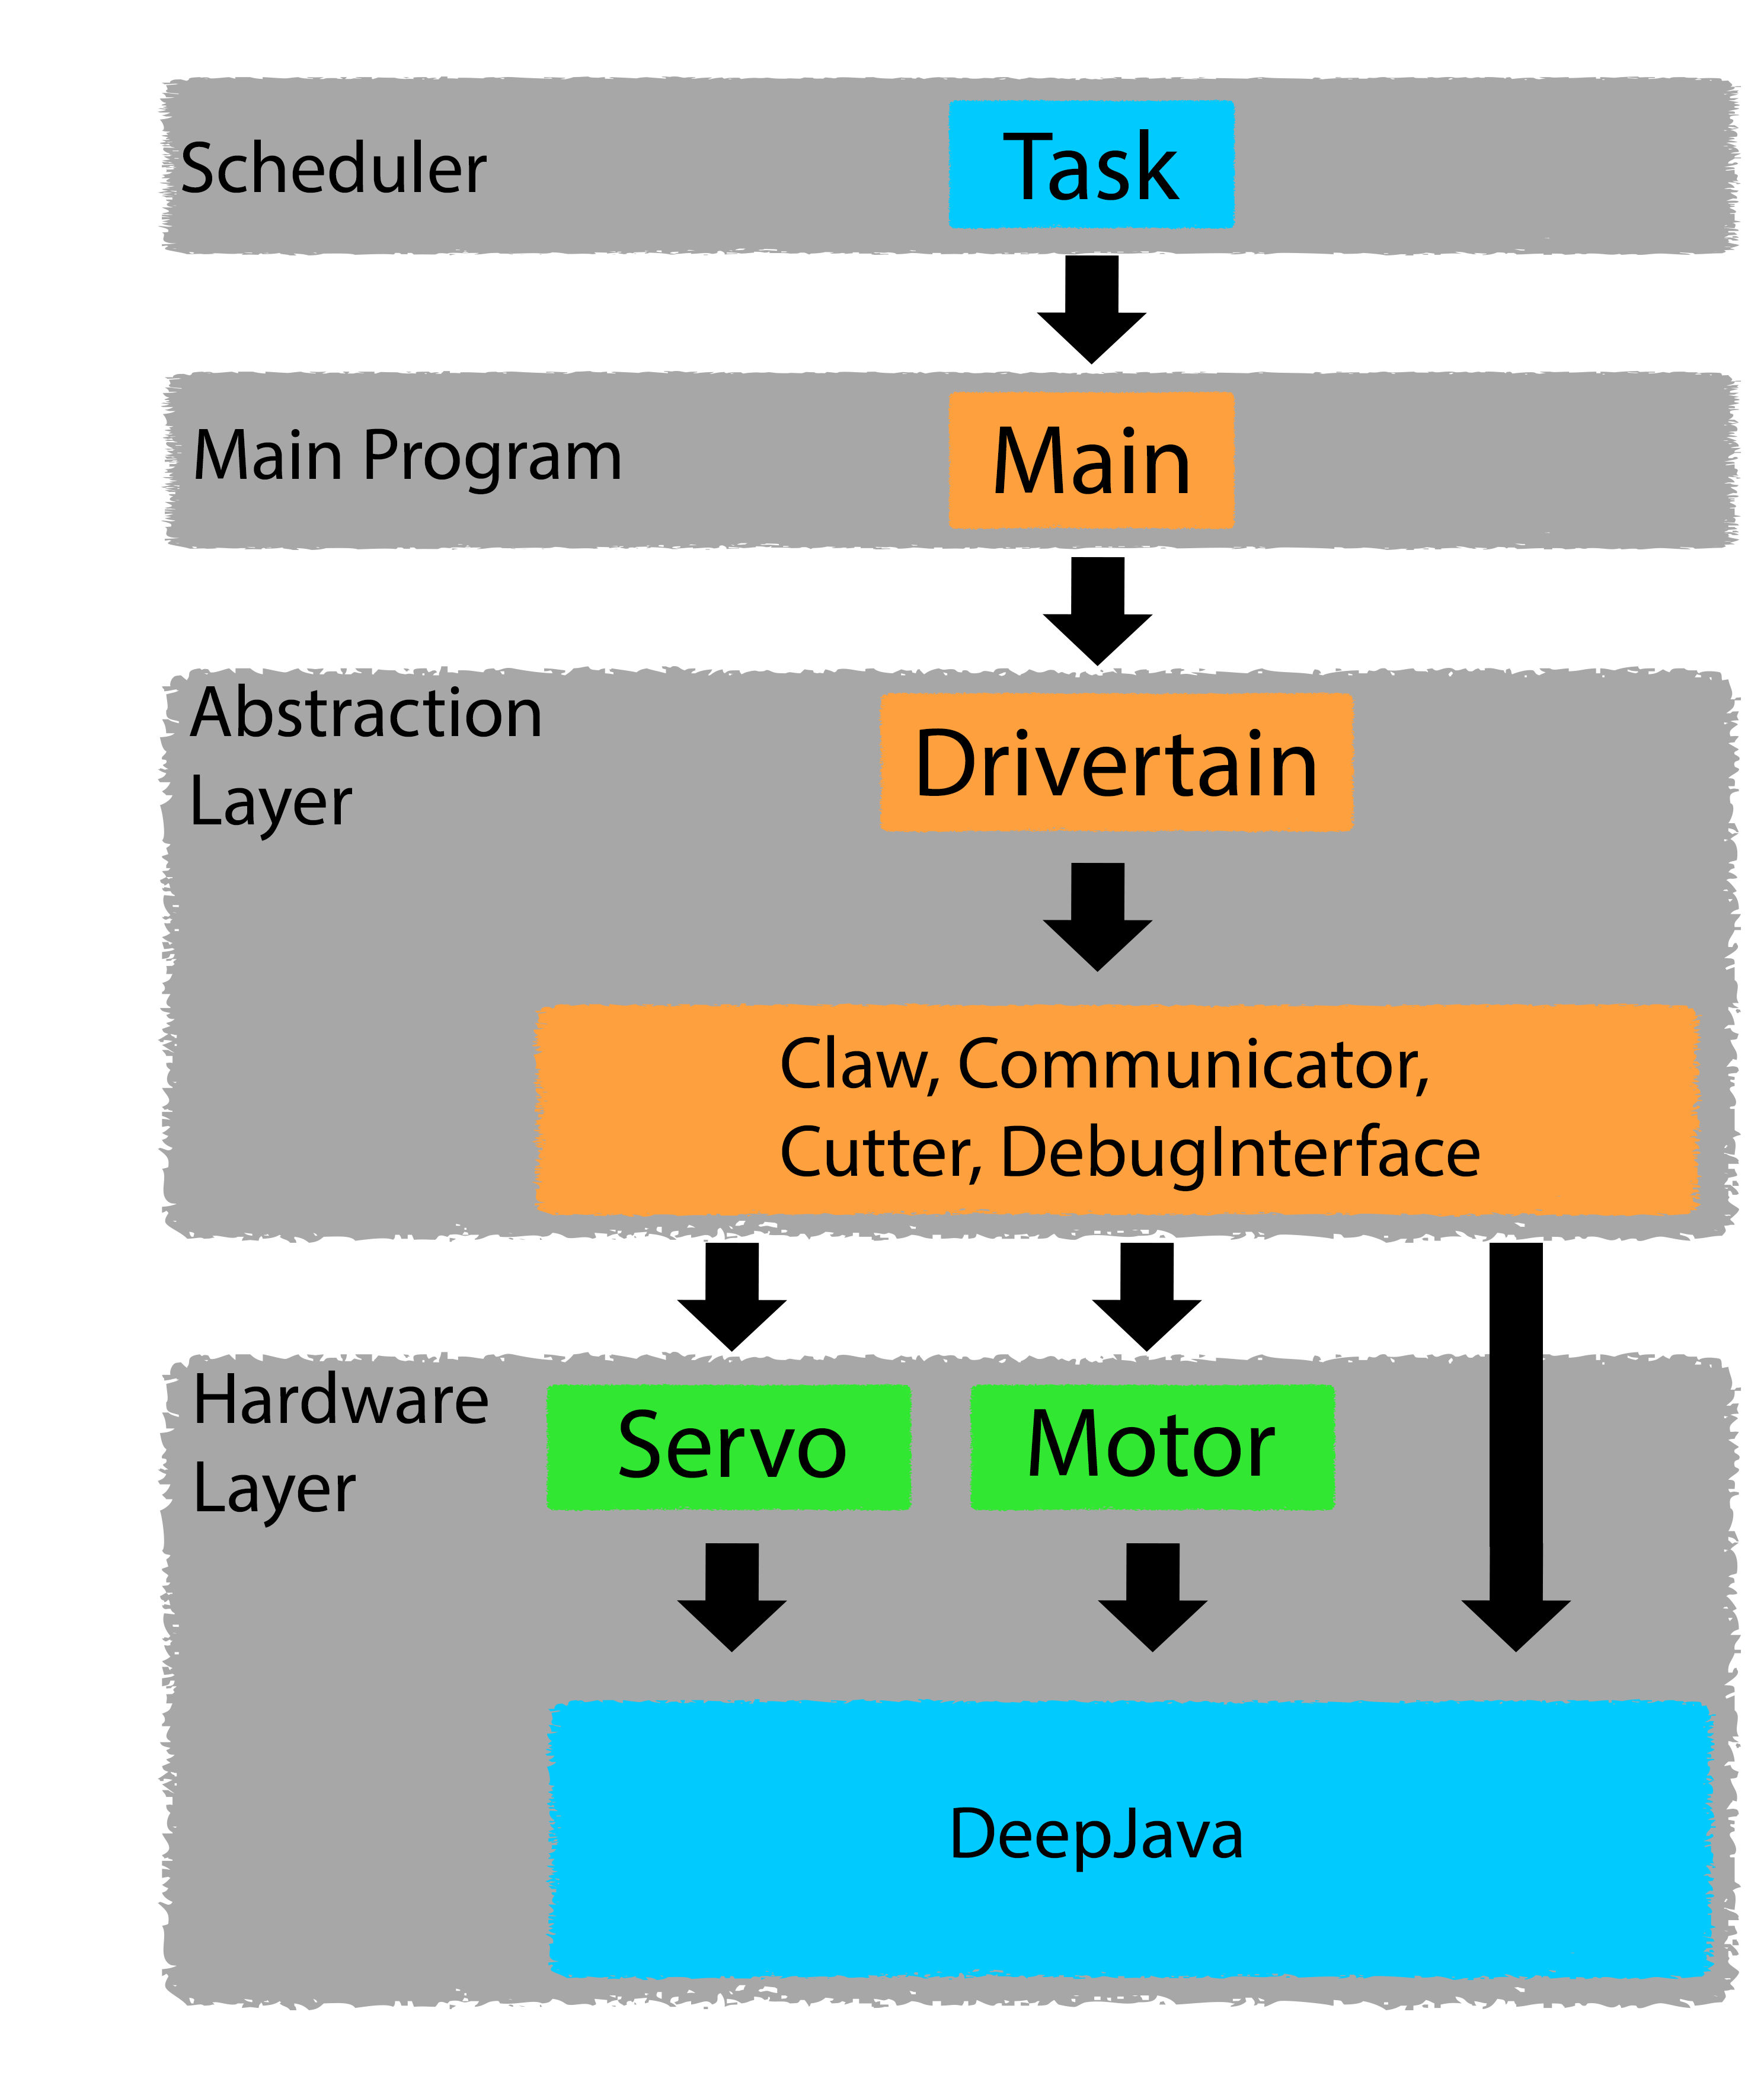 Scheduler
Task
Main Program
Main
Abstraction
Layer
Drivertain
Claw, Communicator,
Cutter, DebugInterface
Hardware
Layer
Servo
Motor
DeepJava